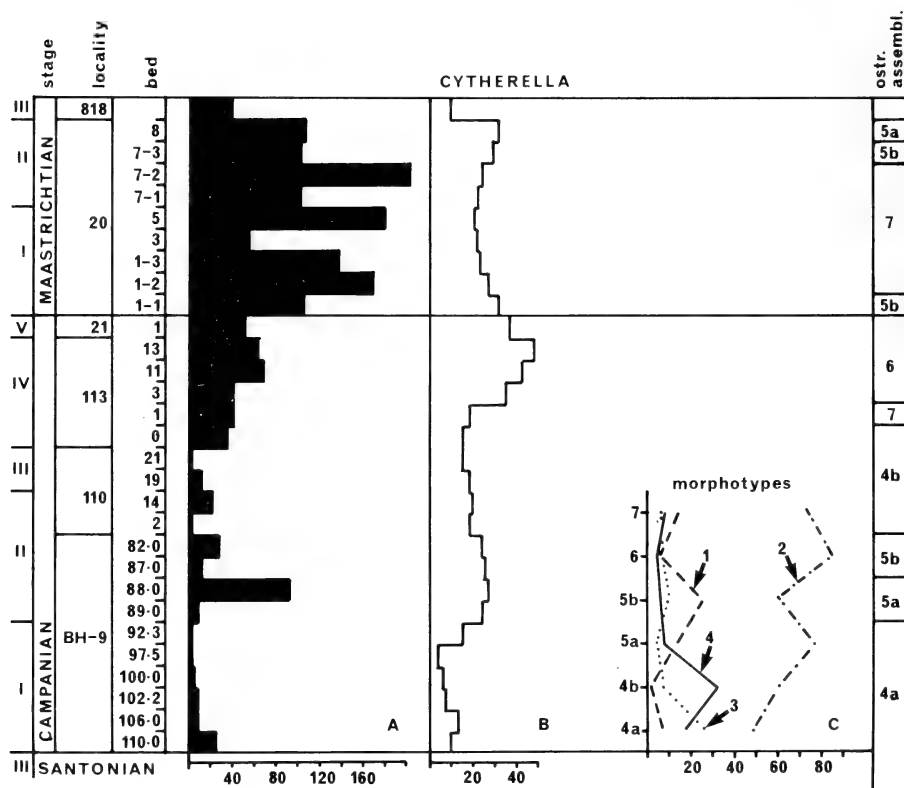 stage locality bed CYTHERELLA ostr. assembl.
III 818
8 5a
7-3 5b
II 7-2
7-1
MAASTRICHTIAN 20 5 7
3
I 1-3
1-2
1-1 5b
V 21 1
13
11 6
IV 3
113 1 7
0
21
III 19 4b
110 14 morphotypes
2 7
82·0 6 1 2 5b
II 87·0
88·0 5b 5a
89·0
92·3 5a 4
BH-9 97·5
100·0 4b
I 102·2 3 4a
CAMPANIAN 106·0 A B 4a C
110·0
III SANTONIAN 40 80 120 160 20 40 20 40 60 80